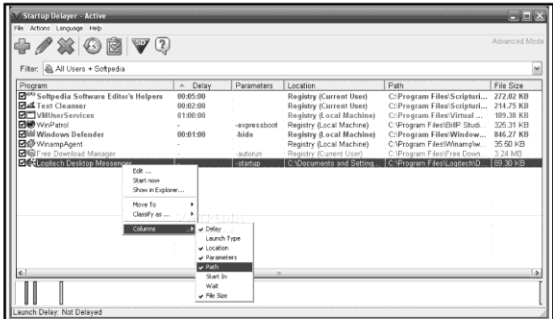 Startup Delayer - Active
File Actions Language Help
Advanced Mode
Filter: All Users + Softpedia
Program Delay Parameters Location Path File Size
Softpedia Software Editor's Helpers 00:05:00 - Registry (Current User) C:\Program Files\Scripturi... 272.02 KB
Text Cleanser 00:02:00 - Registry (Current User) C:\Program Files\Scripturi... 214.75 KB
VMUserServices 01:00:00 - Registry (Local Machine) C:\Program Files\Virtual ... 189.38 KB
WinPatrol - -expressboot Registry (Local Machine) C:\Program Files\BillP Studi... 325.31 KB
Windows Defender 00:01:00 -hide Registry (Local Machine) C:\Program Files\Window... 846.27 KB
WinampAgent - - Registry (Local Machine) C:\Program Files\Winamp\w... 35.50 KB
Free Download Manager - -autorun Registry (Current User) C:\Program Files\Free Down... 3.24 MB
Logitech Desktop Messenger - -startup C:\Documents and Setting... C:\Program Files\Logitech\D... 89.30 KB
Edit ...
Start now
Show in Explorer...
Move To
Classify as ...
Columns
Delay
Launch Type
Location
Parameters
Path
Start In
Wait
File Size
Launch Delay: Not Delayed